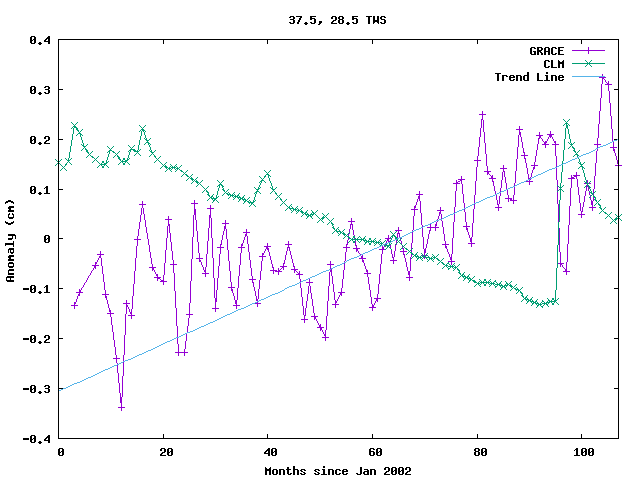 37.5, 28.5 TWS
GRACE
CLM
Trend Line
0.4
0.3
0.2
0.1
0
-0.1
-0.2
-0.3
-0.4
Anomaly (cm)
0 20 40 60 80 100
Months since Jan 2002